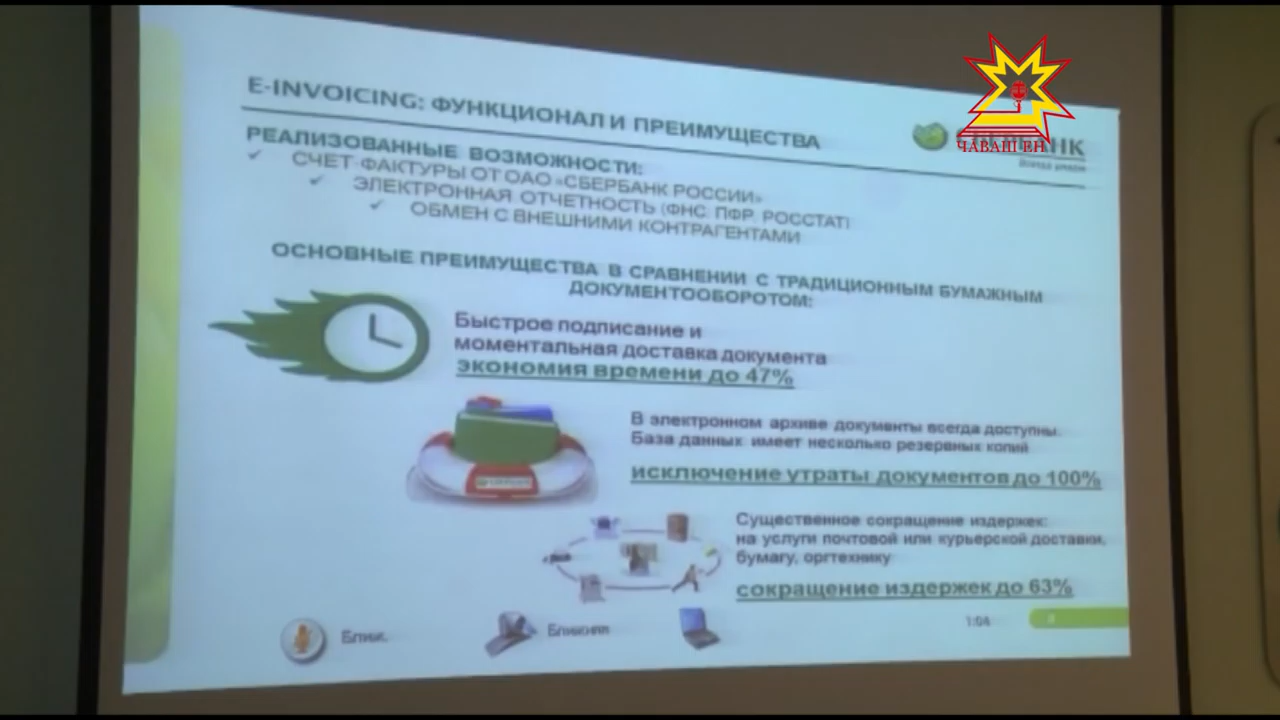 ЧĂВАШ ЕН
E-INVOICING: ФУНКЦИОНАЛ И ПРЕИМУЩЕСТВА
РЕАЛИЗОВАННЫЕ ВОЗМОЖНОСТИ:
СЧЕТ-ФАКТУРЫ ОТ ОАО «СБЕРБАНК РОССИИ»
ЭЛЕКТРОННАЯ ОТЧЕТНОСТЬ (ФНС, ПФР, РОССТАТ)
ОБМЕН С ВНЕШНИМИ КОНТРАГЕНТАМИ
ОСНОВНЫЕ ПРЕИМУЩЕСТВА В СРАВНЕНИИ С ТРАДИЦИОННЫМ БУМАЖНЫМ
ДОКУМЕНТООБОРОТОМ:
Быстрое подписание и
моментальная доставка документа
экономия времени до 47%
В электронном архиве документы всегда доступны.
База данных имеет несколько резервных копий
исключение утраты документов до 100%
Существенное сокращение издержек:
на услуги почтовой или курьерской доставки,
бумагу, оргтехнику
сокращение издержек до 63%
1:04
8